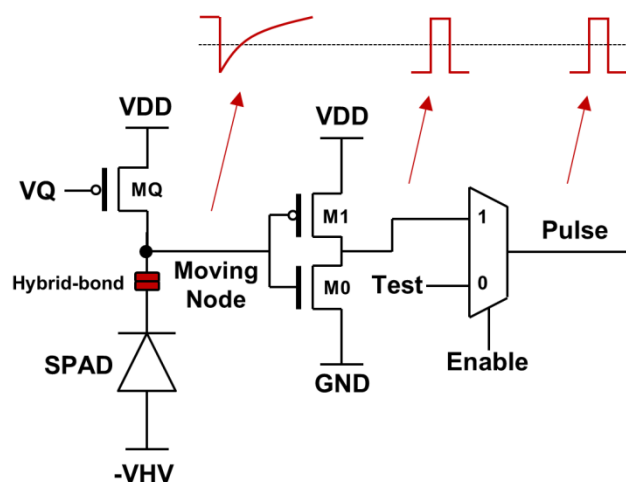 VDD
VDD
VQ
MQ
M1
1
Pulse
Hybrid-bond
Moving
Node
M0
Test
0
SPAD
Enable
GND
-VHV